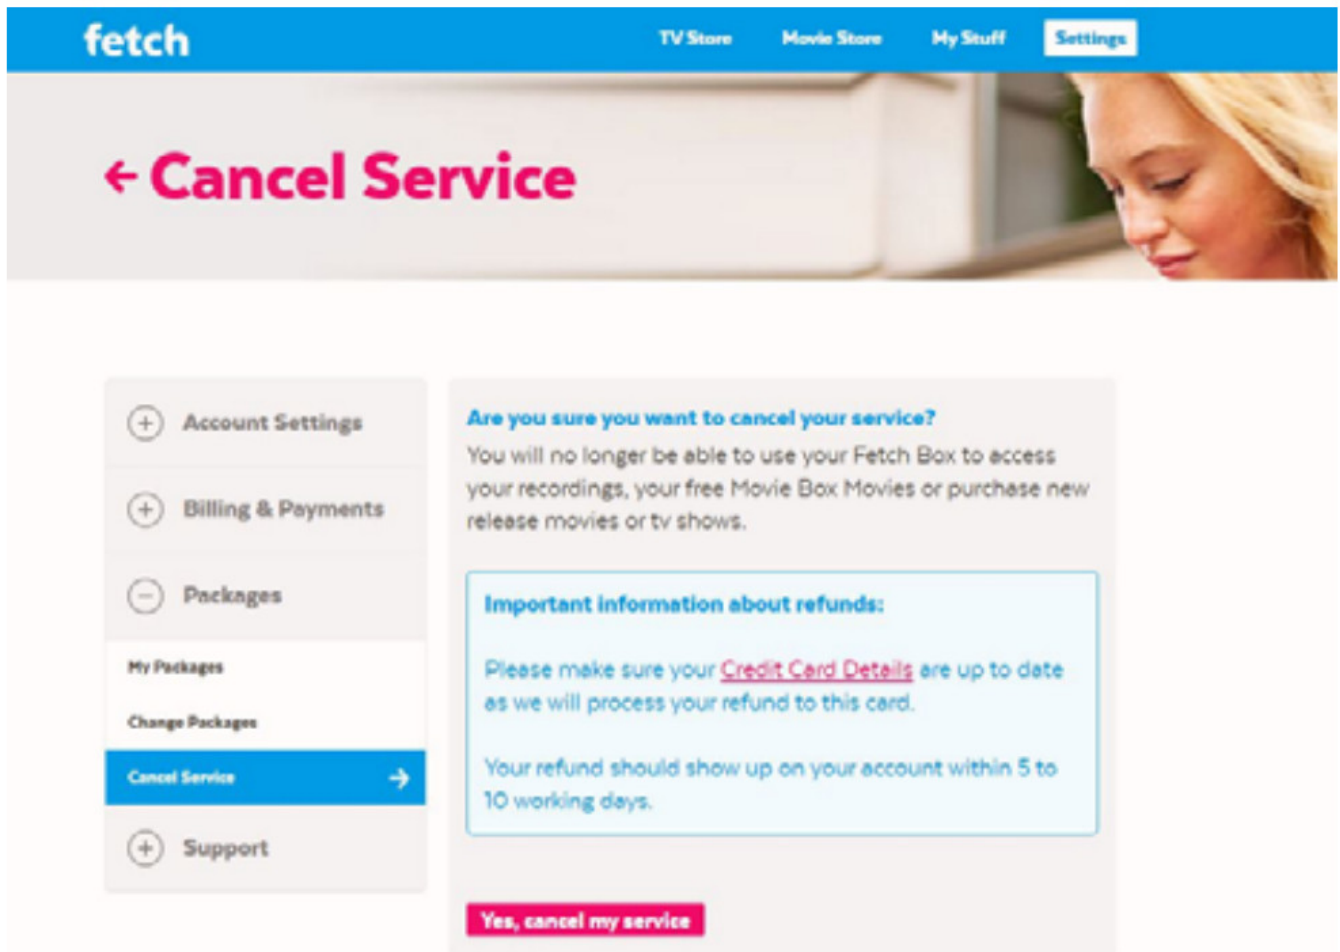 fetch
TV Store
Movie Store
My Stuff
Settings
← Cancel Service
Account Settings
Billing & Payments
Packages
My Packages
Change Packages
Cancel Service →
Support
Are you sure you want to cancel your service?
You will no longer be able to use your Fetch Box to access
your recordings, your free Movie Box Movies or purchase new
release movies or tv shows.
Important information about refunds:
Please make sure your Credit Card Details are up to date
as we will process your refund to this card.
Your refund should show up on your account within 5 to
10 working days.
Yes, cancel my service